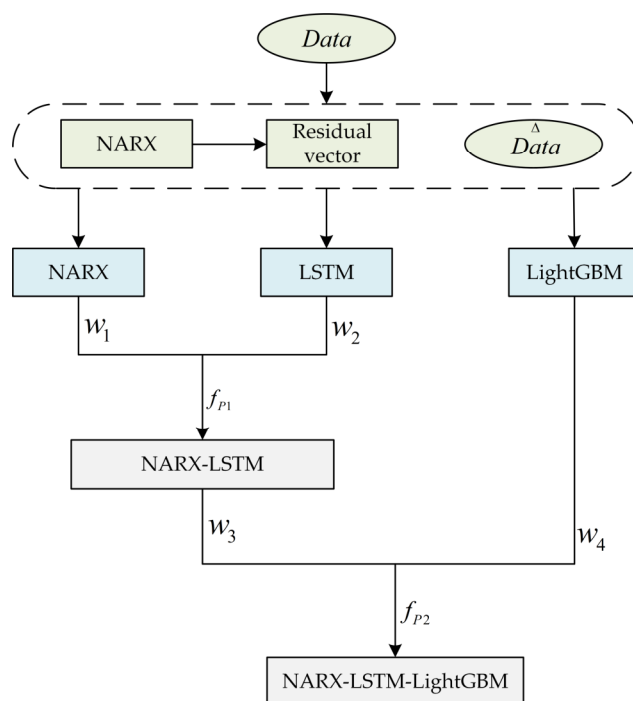 Data
NARX
Residual
vector
Δ
Data
NARX
LSTM
LightGBM
w1
w2
fP1
NARX-LSTM
w3
w4
fP2
NARX-LSTM-LightGBM